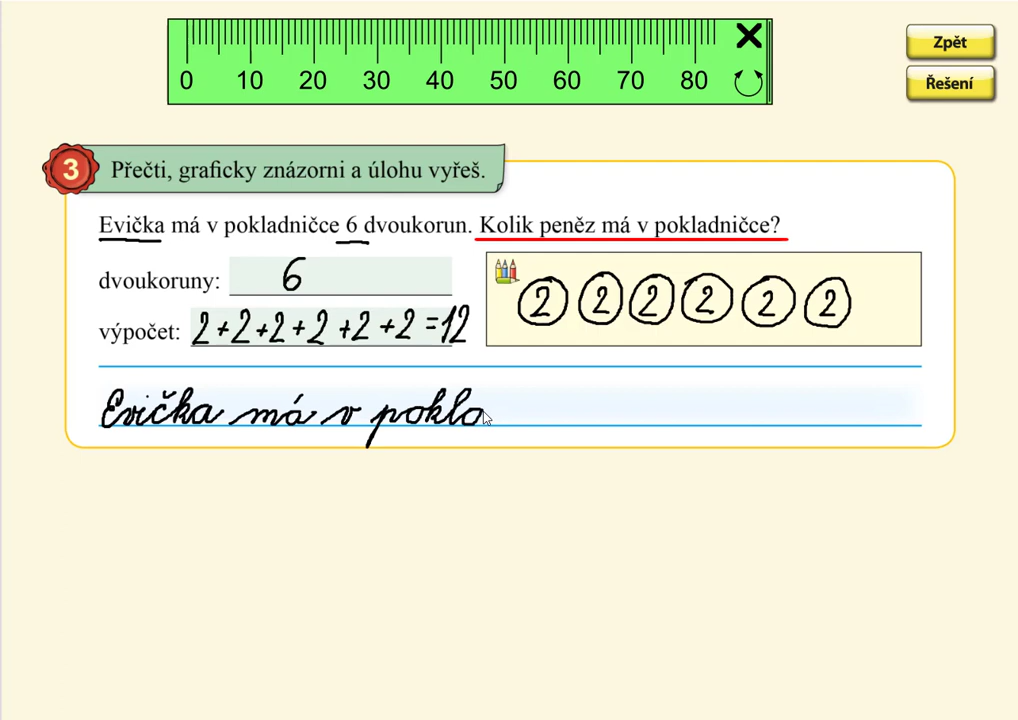 0 10 20 30 40 50 60 70 80
Zpět
Řešení
3 Přečti, graficky znázorni a úlohu vyřeš.
Evička má v pokladničce 6 dvoukorun. Kolik peněz má v pokladničce?
dvoukoruny: 6
2 2 2 2 2 2
výpočet: 2+2+2+2+2+2=12
Evička má v poklo